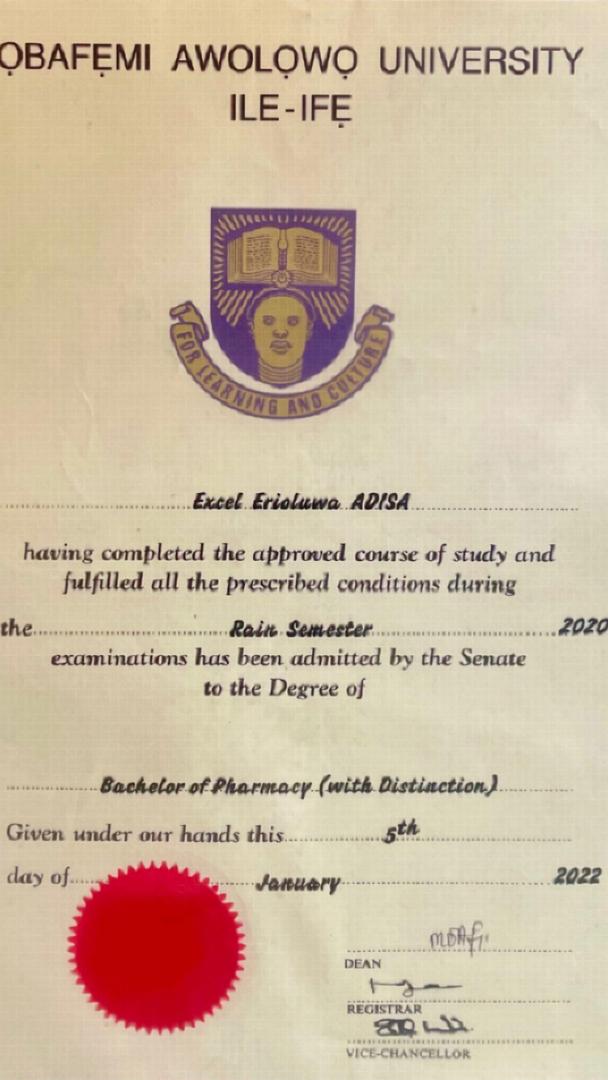 ỌBAFẸMI AWOLỌWỌ UNIVERSITY
ILE-IFẸ
FOR LEARNING AND CULTURE
Excel Erioluwa ADISA
having completed the approved course of study and
fulfilled all the prescribed conditions during
the Rain Semester 2020
examinations has been admitted by the Senate
to the Degree of
Bachelor of Pharmacy (with Distinction)
Given under our hands this 5th
day of January 2022
DEAN
REGISTRAR
VICE-CHANCELLOR